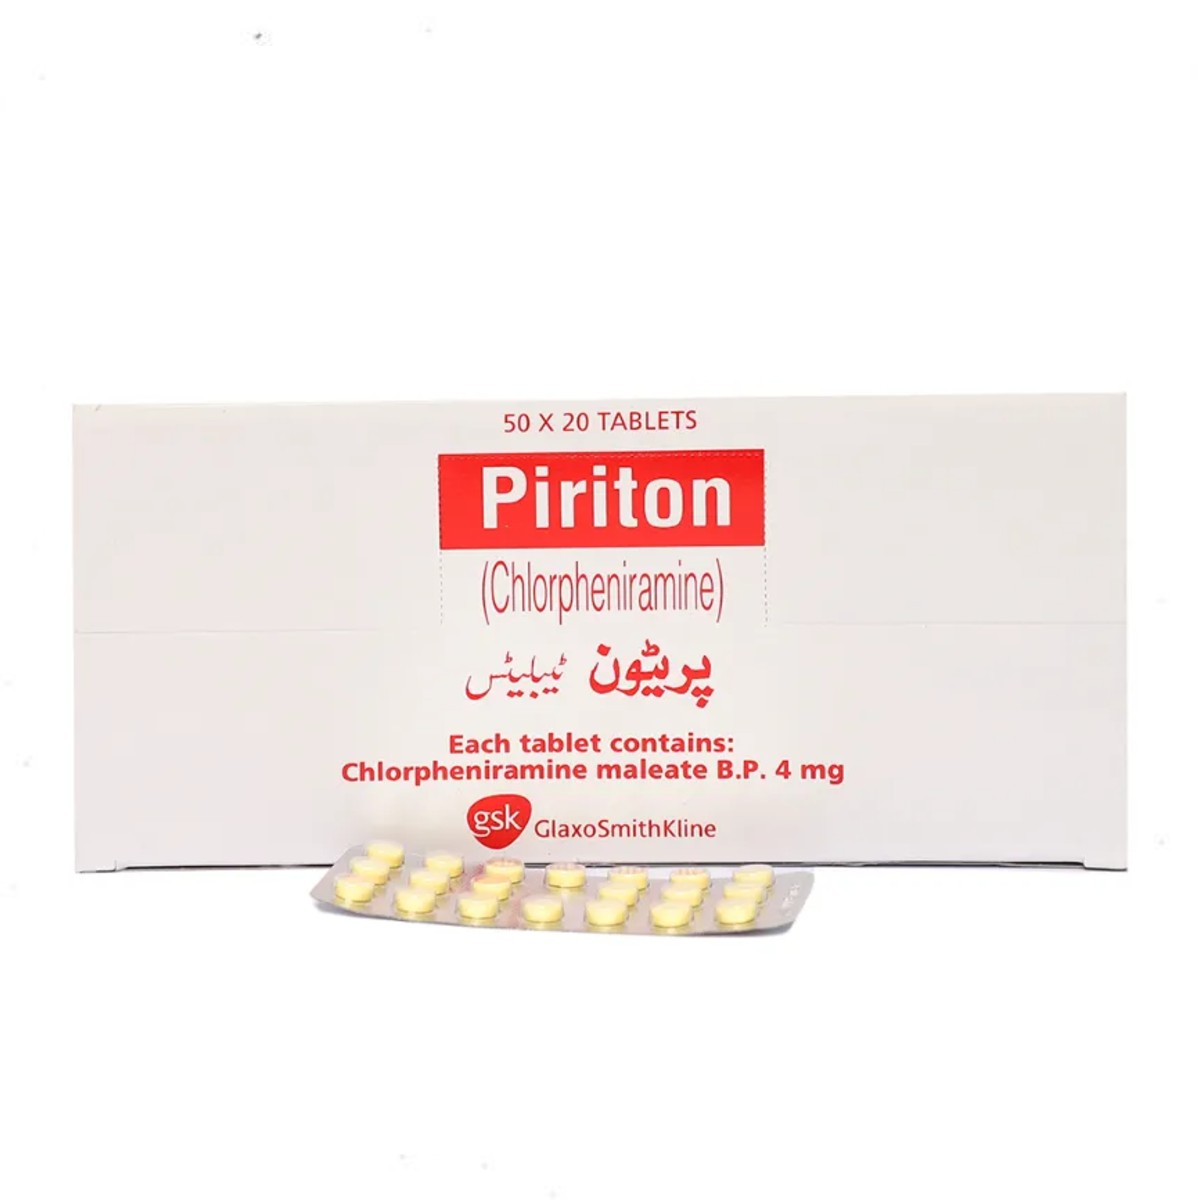 50 X 20 TABLETS
Piriton
(Chlorpheniramine)
پریٹون ٹیبلیٹس
Each tablet contains:
Chlorpheniramine maleate B.P. 4 mg
gsk GlaxoSmithKline